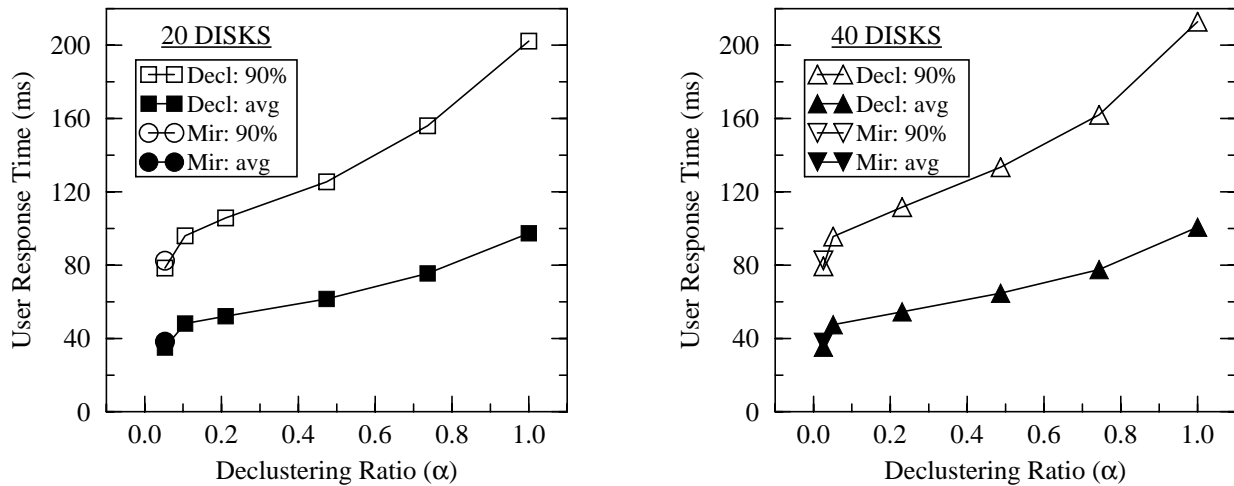 20 DISKS
Decl: 90%
Decl: avg
Mir: 90%
Mir: avg
User Response Time (ms)
200
160
120
80
40
0
0.0 0.2 0.4 0.6 0.8 1.0
Declustering Ratio (α)
40 DISKS
Decl: 90%
Decl: avg
Mir: 90%
Mir: avg
User Response Time (ms)
200
160
120
80
40
0
0.0 0.2 0.4 0.6 0.8 1.0
Declustering Ratio (α)